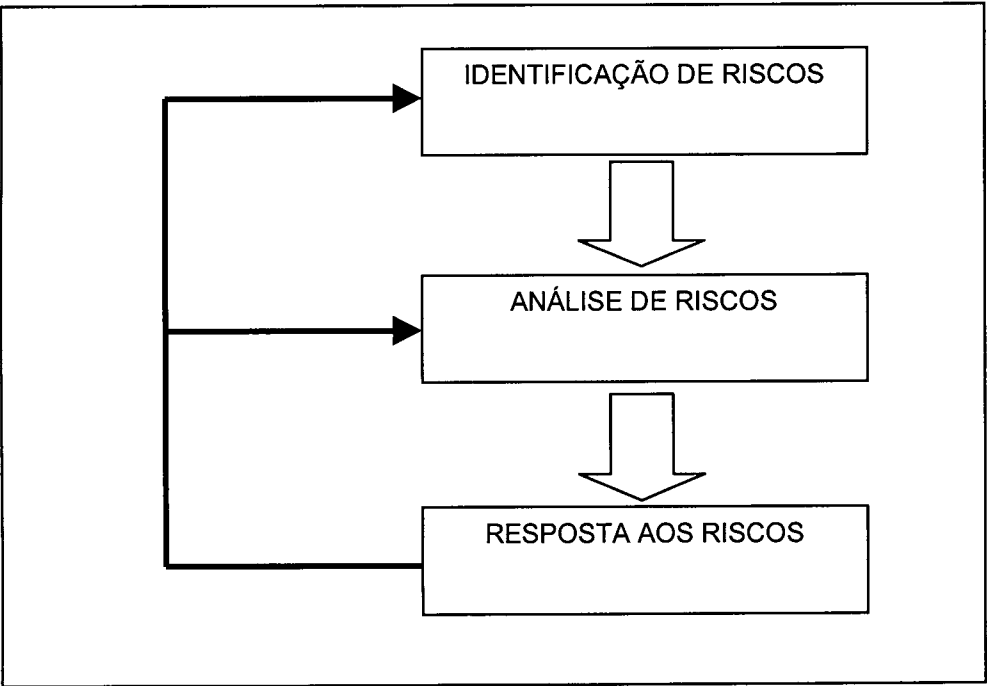 IDENTIFICAÇÃO DE RISCOS
ANÁLISE DE RISCOS
RESPOSTA AOS RISCOS